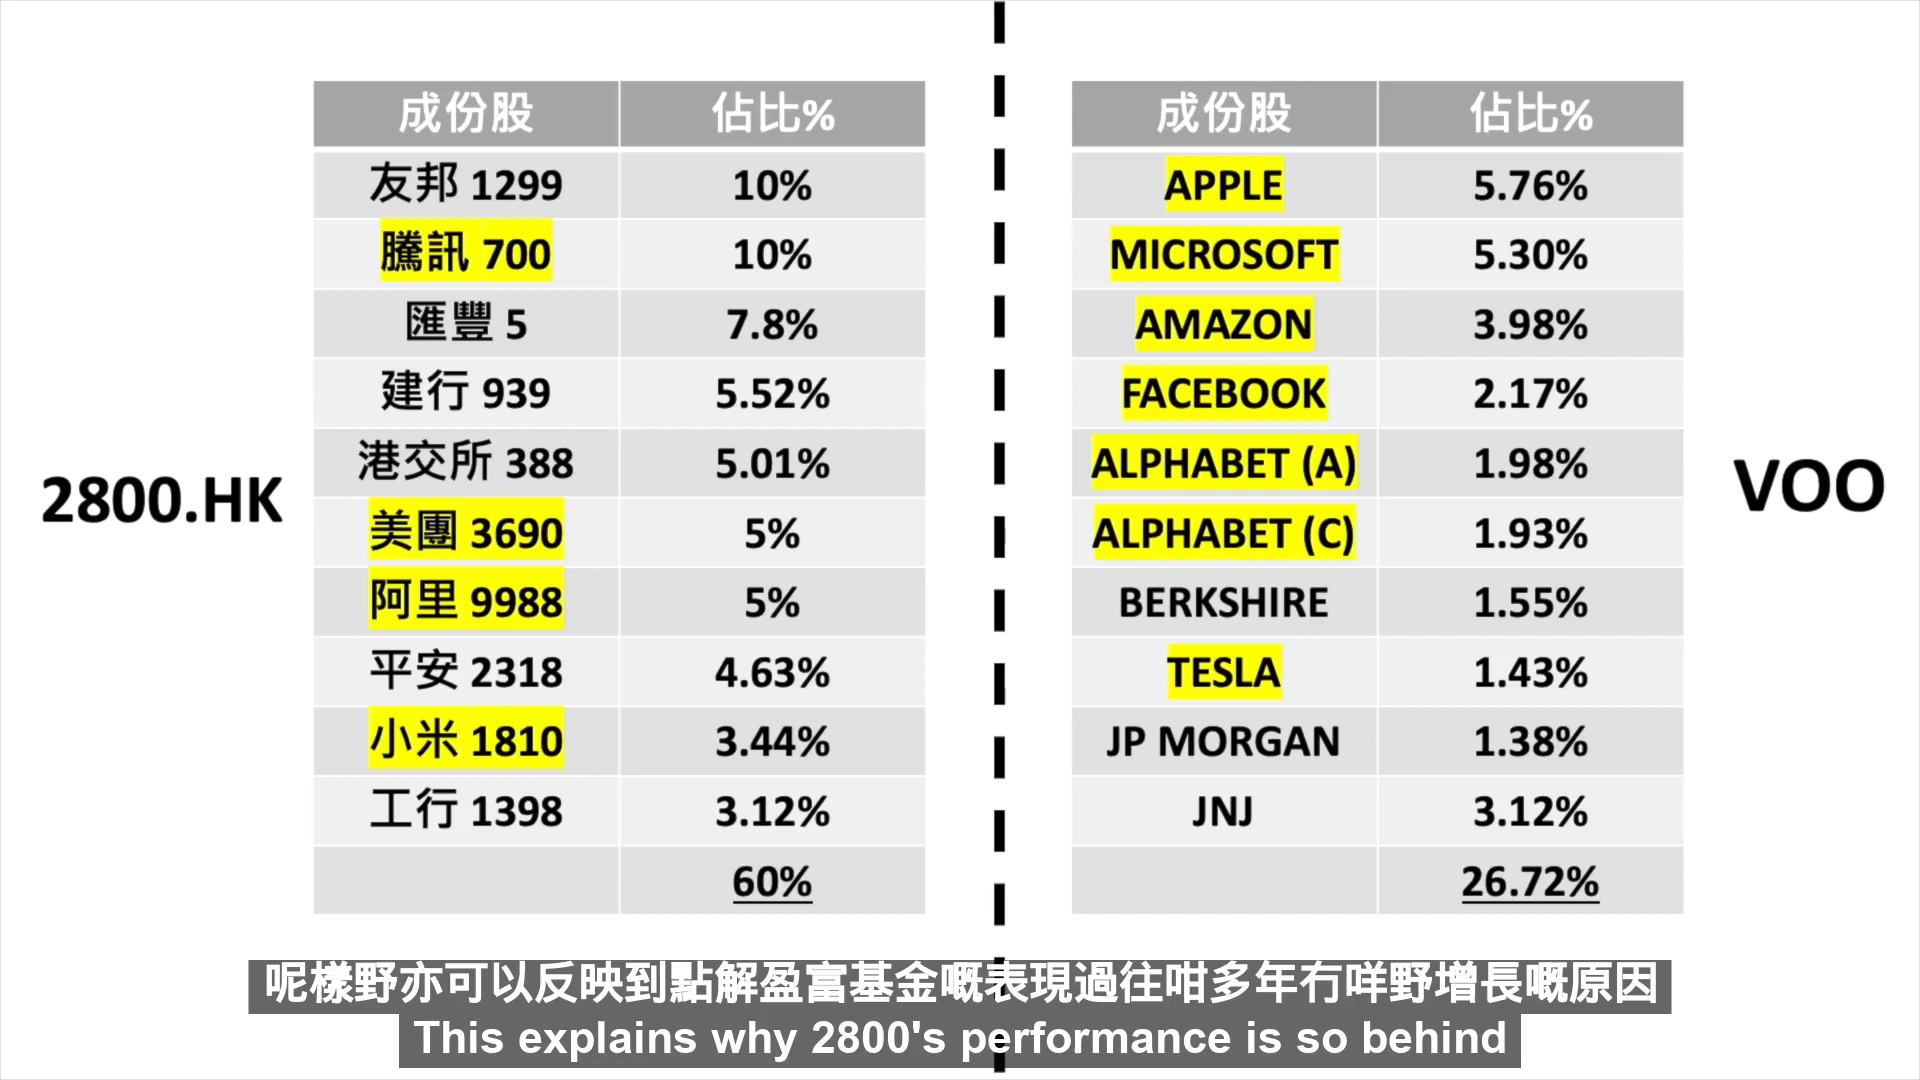 2800.HK
成份股 佔比%
友邦 1299 10%
騰訊 700 10%
匯豐 5 7.8%
建行 939 5.52%
港交所 388 5.01%
美團 3690 5%
阿里 9988 5%
平安 2318 4.63%
小米 1810 3.44%
工行 1398 3.12%
60%
成份股 佔比%
APPLE 5.76%
MICROSOFT 5.30%
AMAZON 3.98%
FACEBOOK 2.17%
ALPHABET (A) 1.98%
ALPHABET (C) 1.93%
BERKSHIRE 1.55%
TESLA 1.43%
JP MORGAN 1.38%
JNJ 3.12%
26.72%
VOO
呢樣野亦可以反映到點解盈富基金嘅表現過往咁多年冇咩野增長嘅原因
This explains why 2800's performance is so behind